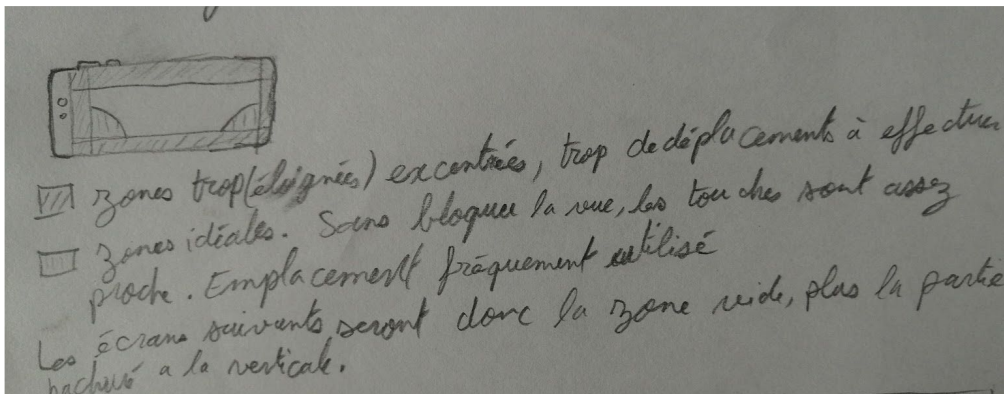 zones trop (éloignées) excentrées, trop de déplacements à effectuer
zones idéales. Sans bloquer la vue, les touches sont assez
proche. Emplacement fréquement utilisé
Les écrans suivants seront donc la zone vide, plus la partie
hachuré a la verticale.